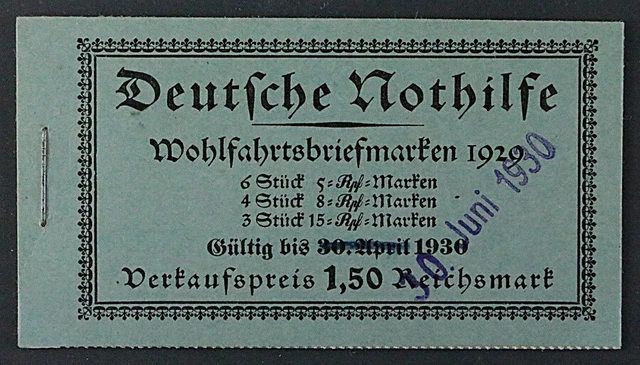 Deutſche Nothilfe
Wohlfahrtsbriefmarken 1929
6 Stück 5=Rpf=Marken
4 Stück 8=Rpf=Marken
3 Stück 15=Rpf=Marken
Gültig bis 30. April 1930
Verkaufspreis 1,50 Reichsmark
30 Juni 1930